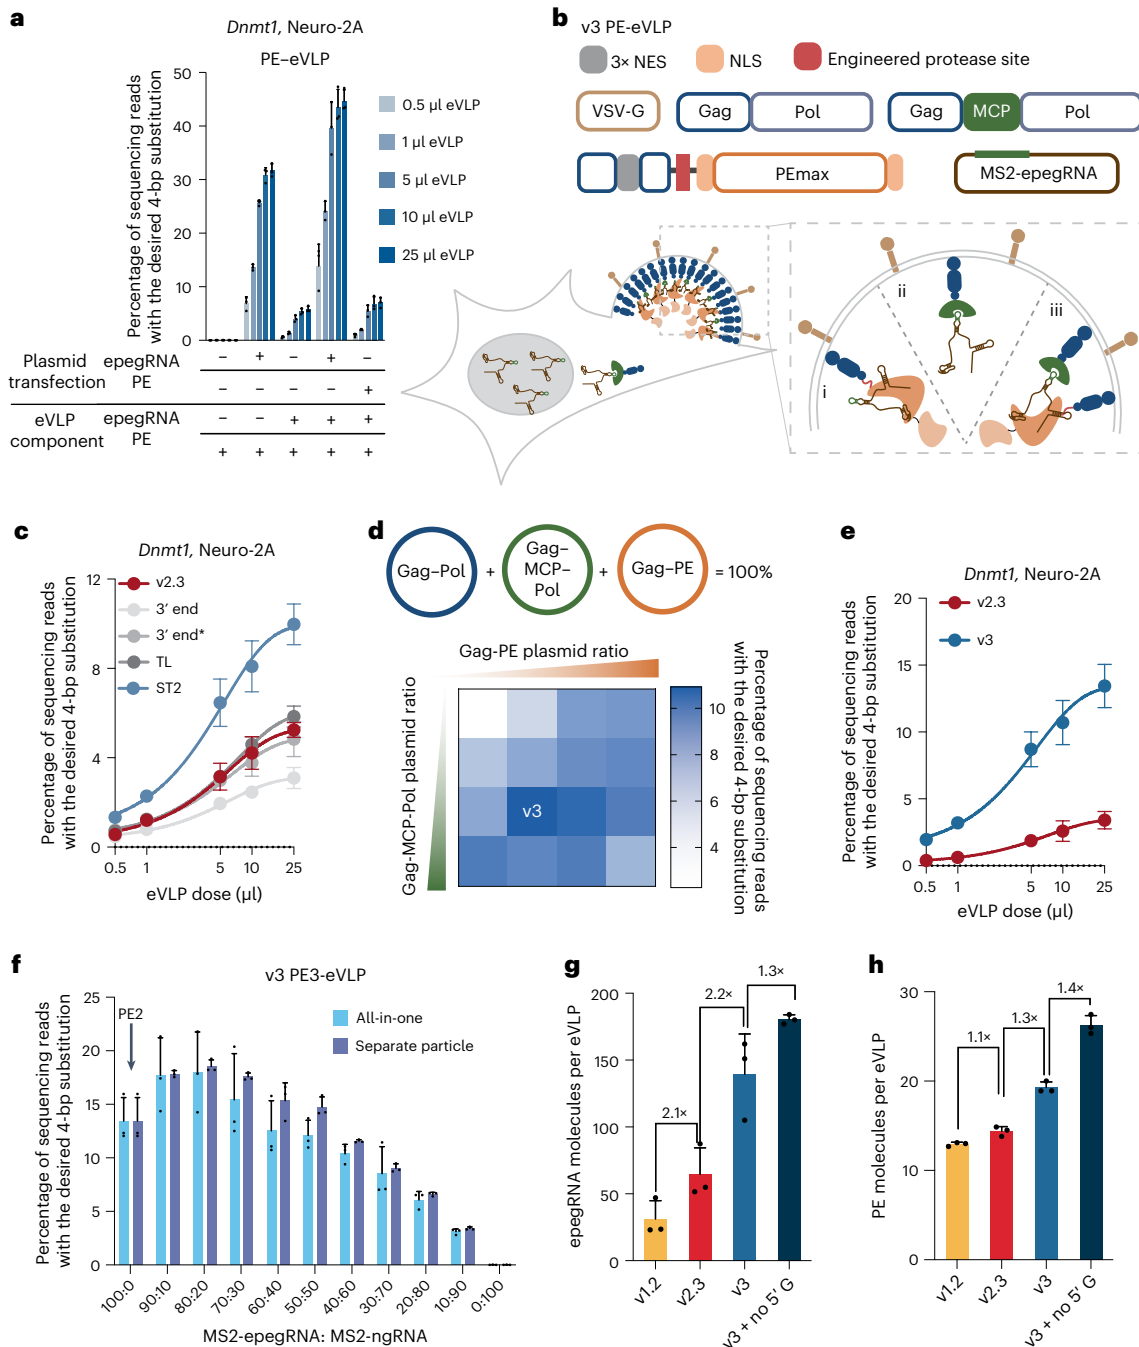 a
Dnmt1, Neuro-2A
PE–eVLP
Percentage of sequencing reads
with the desired 4-bp substitution
50
40
30
20
10
0
0.5 µl eVLP
1 µl eVLP
5 µl eVLP
10 µl eVLP
25 µl eVLP
Plasmid transfection
epegRNA – + – + –
PE – – – – +
eVLP component
epegRNA – – + + +
PE + + + + +
b
v3 PE-eVLP
3× NES
NLS
Engineered protease site
VSV-G
Gag
Pol
Gag
MCP
Pol
PEmax
MS2-epegRNA
i
ii
iii
c
Dnmt1, Neuro-2A
Percentage of sequencing reads
with the desired 4-bp substitution
12
8
4
0
v2.3
3′ end
3′ end*
TL
ST2
0.5 1 5 10 25
eVLP dose (µl)
d
Gag–Pol
+
Gag–
MCP–
Pol
+
Gag–PE
= 100%
Gag-PE plasmid ratio
Gag-MCP-Pol plasmid ratio
v3
10
8
6
4
Percentage of sequencing reads
with the desired 4-bp substitution
e
Dnmt1, Neuro-2A
Percentage of sequencing reads
with the desired 4-bp substitution
20
15
10
5
0
v2.3
v3
0.5 1 5 10 25
eVLP dose (µl)
f
v3 PE3-eVLP
Percentage of sequencing reads
with the desired 4-bp substitution
25
20
15
10
5
0
PE2
All-in-one
Separate particle
100:0 90:10 80:20 70:30 60:40 50:50 40:60 30:70 20:80 10:90 0:100
MS2-epegRNA: MS2-ngRNA
g
epegRNA molecules per eVLP
200
150
100
50
0
2.1×
2.2×
1.3×
v1.2 v2.3 v3 v3 + no 5′ G
h
PE molecules per eVLP
30
20
10
0
1.1×
1.3×
1.4×
v1.2 v2.3 v3 v3 + no 5′ G